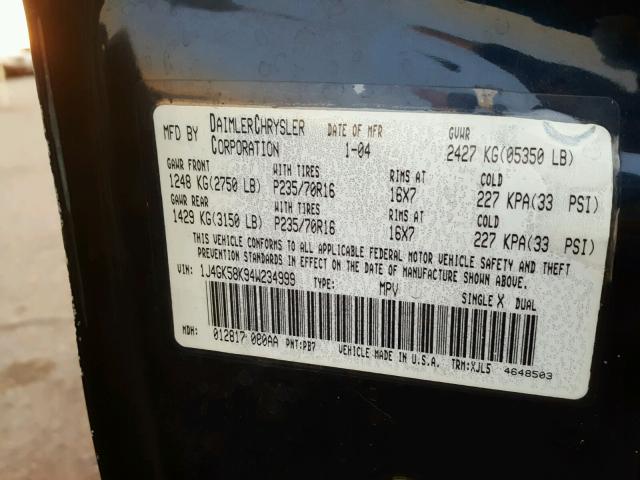 MFD BY DAIMLERCHRYSLER CORPORATION DATE OF MFR 1-04 GVWR 2427 KG(05350 LB)
GAWR FRONT WITH TIRES RIMS AT COLD
1248 KG(2750 LB) P235/70R16 16X7 227 KPA(33 PSI)
GAWR REAR WITH TIRES RIMS AT COLD
1429 KG(3150 LB) P235/70R16 16X7 227 KPA(33 PSI)
THIS VEHICLE CONFORMS TO ALL APPLICABLE FEDERAL MOTOR VEHICLE SAFETY AND THEFT
PREVENTION STANDARDS IN EFFECT ON THE DATE OF MANUFACTURE SHOWN ABOVE.
VIN: 1J4GK58K94W234999 TYPE: MPV SINGLE X DUAL
MDH: 012817 080AA PNT:PB7 VEHICLE MADE IN U.S.A. TRM:XJL5 4648503